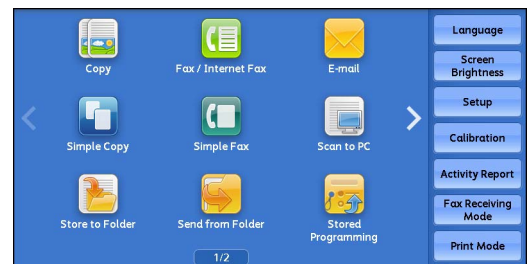 Copy
Fax / Internet Fax
E-mail
Simple Copy
Simple Fax
Scan to PC
Store to Folder
Send from Folder
Stored
Programming
1/2
Language
Screen
Brightness
Setup
Calibration
Activity Report
Fax Receiving
Mode
Print Mode